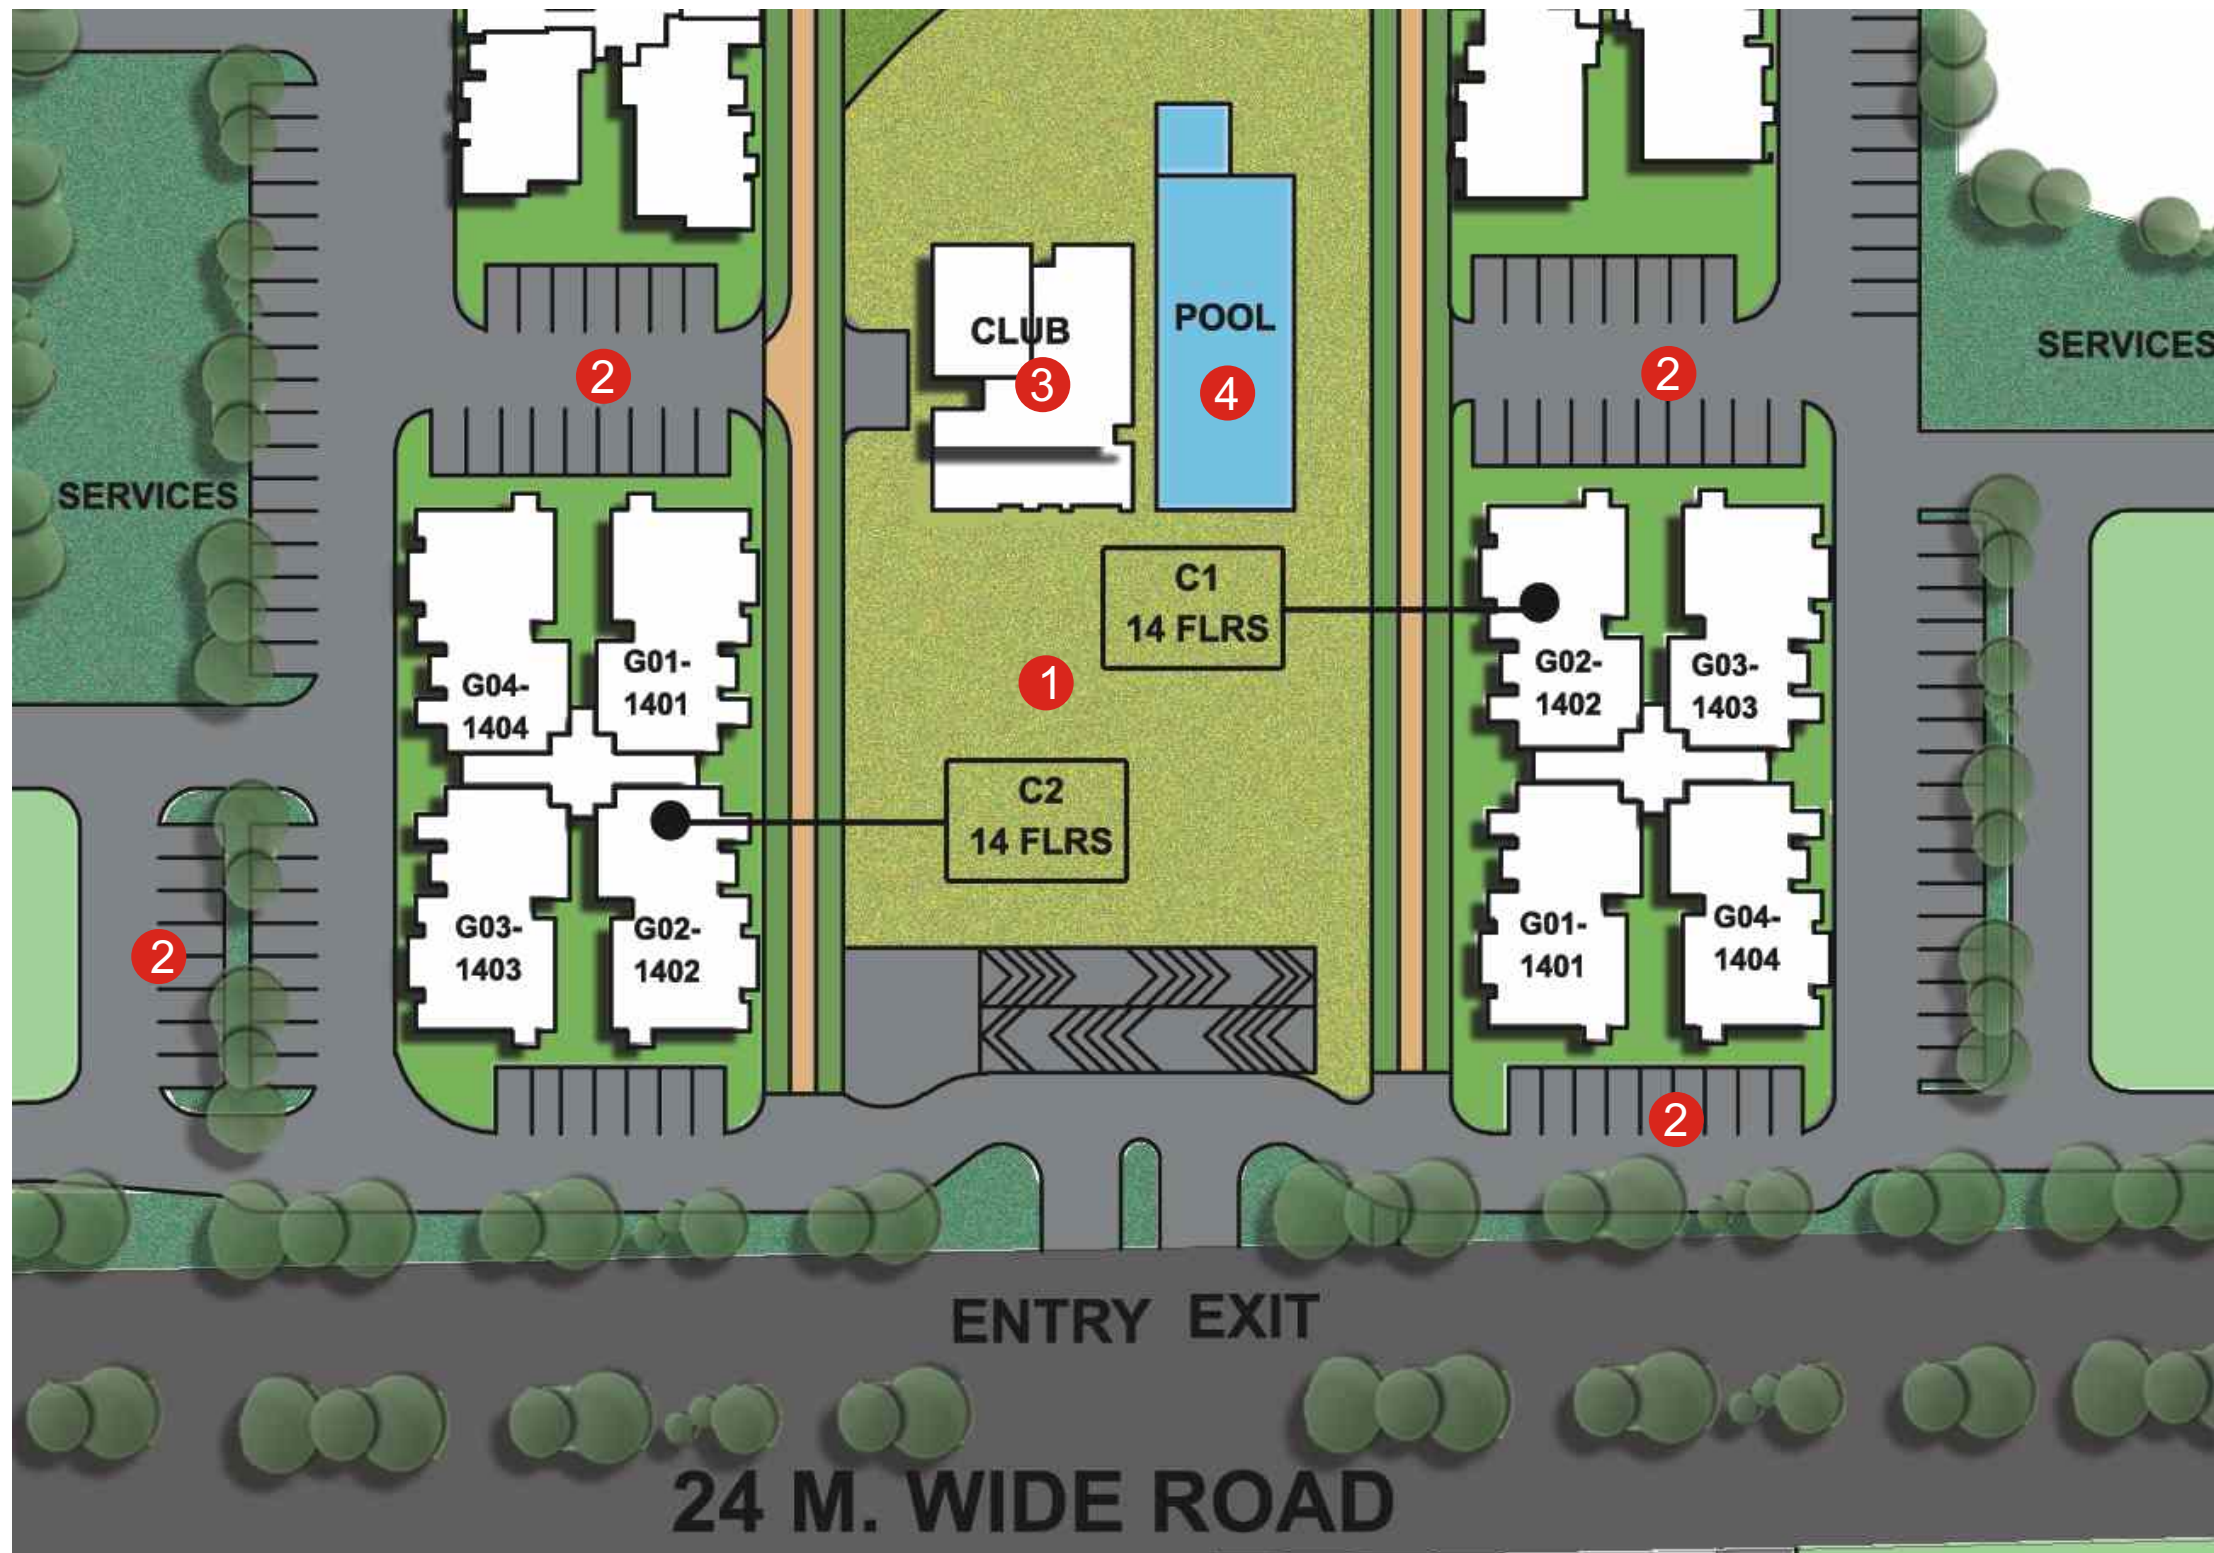 CLUB
POOL
SERVICES
2
2
3
4
SERVICES
C1
14 FLRS
G04-
1404
G01-
1401
G02-
1402
G03-
1403
1
C2
14 FLRS
G03-
1403
G02-
1402
G01-
1401
G04-
1404
2
2
ENTRY EXIT
24 M. WIDE ROAD